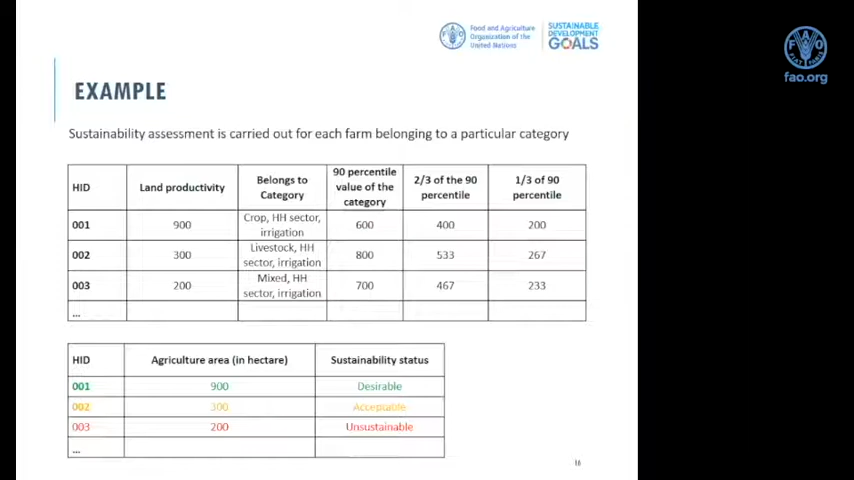 Food and Agriculture
Organization of the
United Nations
SUSTAINABLE
DEVELOPMENT
GOALS
FAO
FIAT PANIS
fao.org
EXAMPLE
Sustainability assessment is carried out for each farm belonging to a particular category
HID Land productivity Belongs to Category 90 percentile value of the category 2/3 of the 90 percentile 1/3 of 90 percentile
001 900 Crop, HH sector, irrigation 600 400 200
002 300 Livestock, HH sector, irrigation 800 533 267
003 200 Mixed, HH sector, irrigation 700 467 233
...
HID Agriculture area (in hectare) Sustainability status
001 900 Desirable
002 300 Acceptable
003 200 Unsustainable
...
16